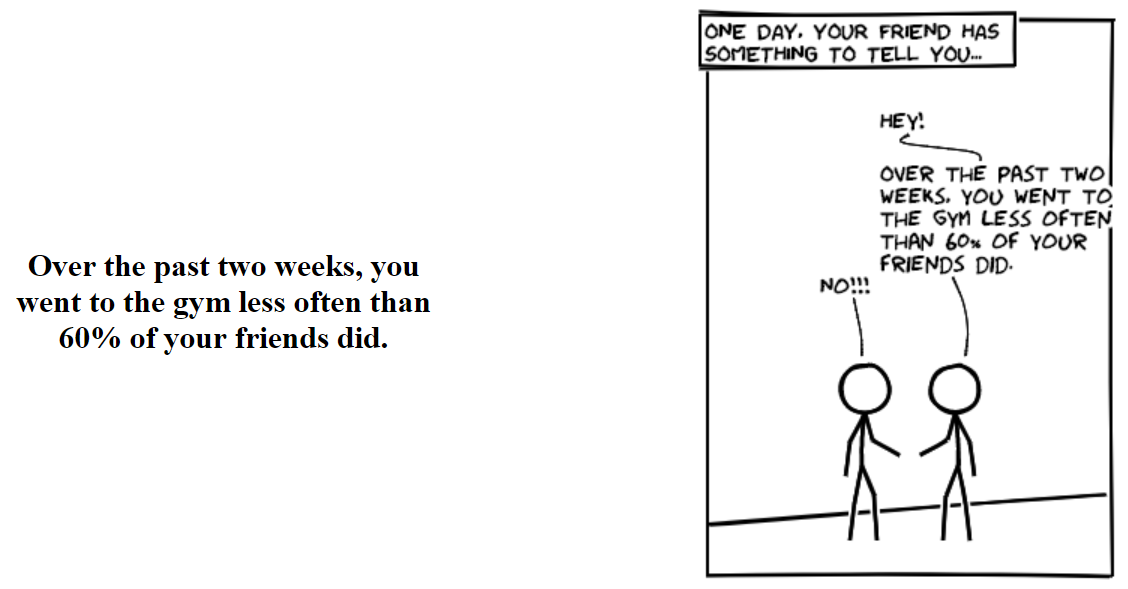 Over the past two weeks, you
went to the gym less often than
60% of your friends did.
ONE DAY, YOUR FRIEND HAS
SOMETHING TO TELL YOU...
HEY!
OVER THE PAST TWO
WEEKS, YOU WENT TO
THE GYM LESS OFTEN
THAN 60% OF YOUR
FRIENDS DID.
NO!!!